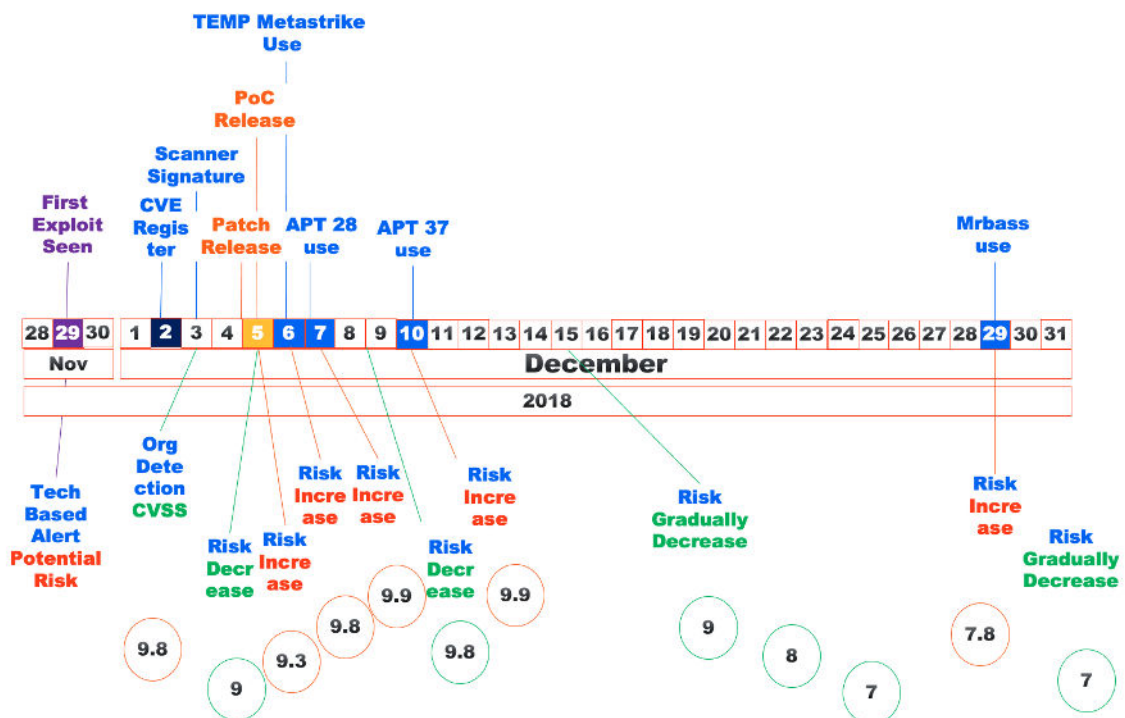 TEMP Metastrike
Use
PoC
Release
Scanner
Signature
First
Exploit
Seen
CVE
Regis
ter
Patch
Release
APT 28
use
APT 37
use
Mrbass
use
28 29 30 1 2 3 4 5 6 7 8 9 10 11 12 13 14 15 16 17 18 19 20 21 22 23 24 25 26 27 28 29 30 31
Nov December
2018
Tech
Based
Alert
Potential
Risk
Org
Dete
ction
CVSS
Risk
Decr
ease
Risk
Incre
ase
Risk
Incre
ase
Risk
Incre
ase
Risk
Decr
ease
Risk
Incre
ase
Risk
Gradually
Decrease
Risk
Incre
ase
Risk
Gradually
Decrease
9.8
9
9.3
9.8
9.9
9.8
9.9
9
8
7
7.8
7